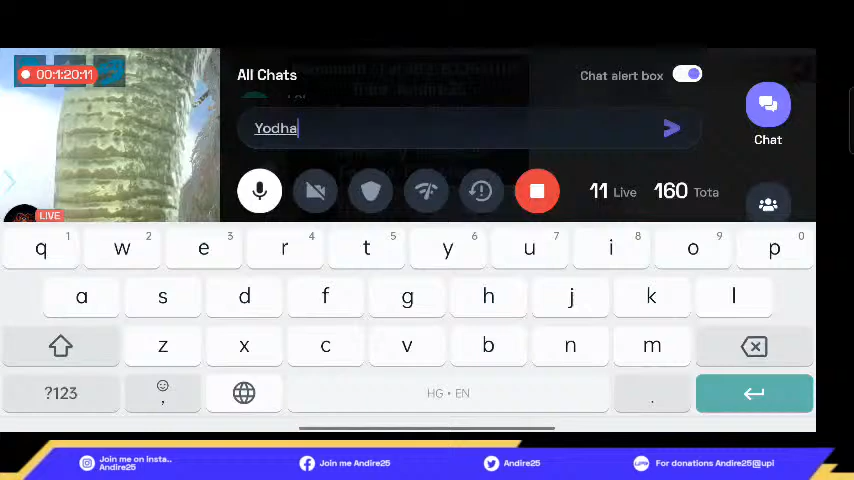 00:1:20:11
All Chats
Chat alert box
Yodha
Chat
LIVE
11 Live 160 Tota
q 1 w 2 e 3 r 4 t 5 y 6 u 7 i 8 o 9 p 0
a s d f g h j k l
z x c v b n m
?123 , HG • EN .
Join me on insta..
Andire25
Join me Andire25
Andire25
For donations Andire25@upi